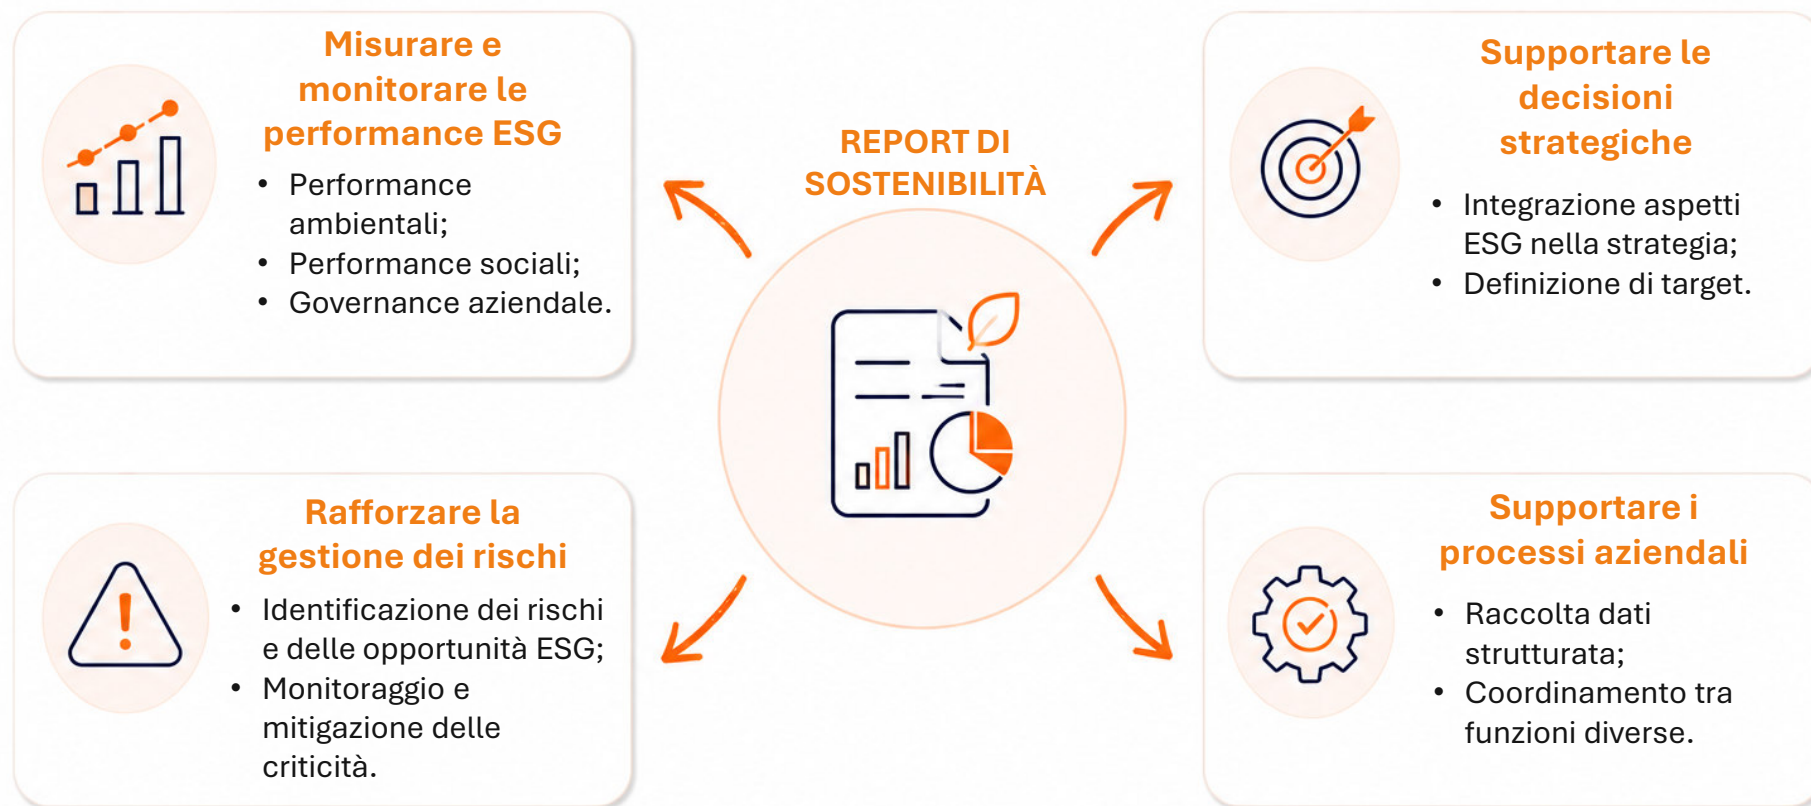 Misurare e
monitorare le
performance ESG
• Performance
ambientali;
• Performance sociali;
• Governance aziendale.
REPORT DI
SOSTENIBILITÀ
Supportare le
decisioni
strategiche
• Integrazione aspetti
ESG nella strategia;
• Definizione di target.
Rafforzare la
gestione dei rischi
• Identificazione dei rischi
e delle opportunità ESG;
• Monitoraggio e
mitigazione delle
criticità.
Supportare i
processi aziendali
• Raccolta dati
strutturata;
• Coordinamento tra
funzioni diverse.